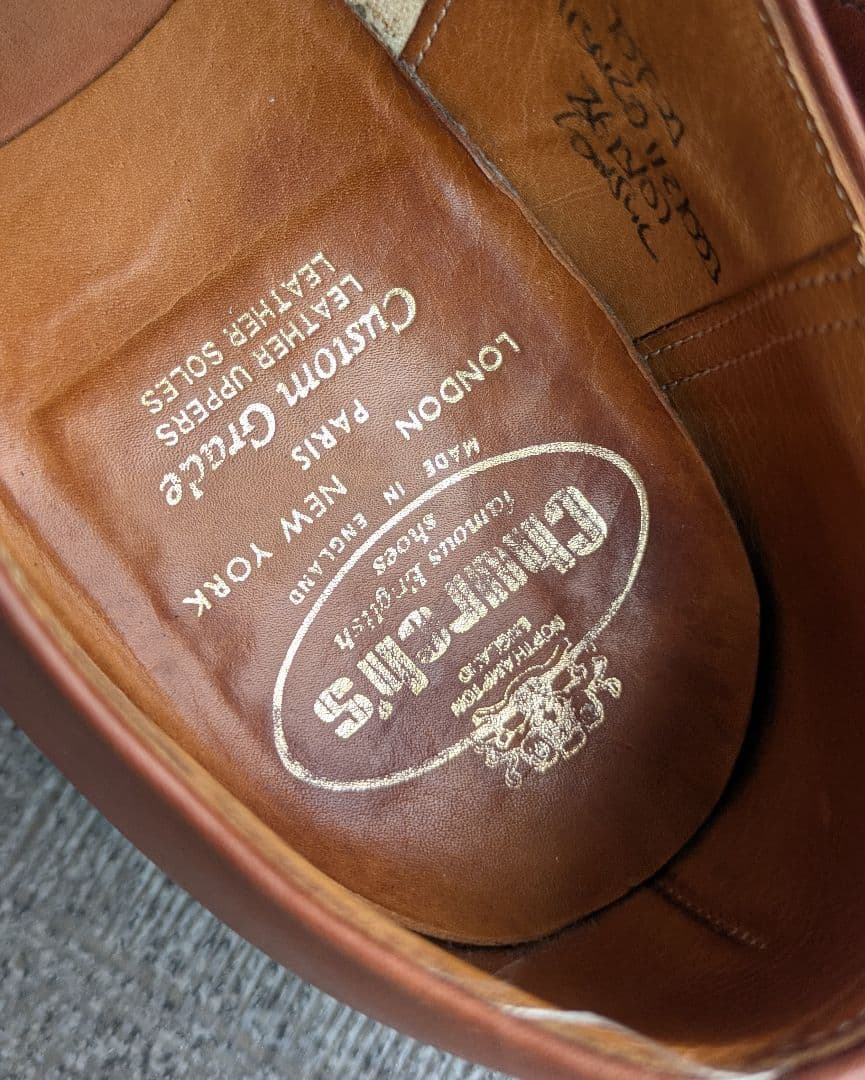 NORTHAMPTON
ENGLAND
Church's
famous English
shoes
MADE IN ENGLAND
LONDON PARIS NEW YORK
Custom Grade
LEATHER UPPERS
LEATHER SOLES